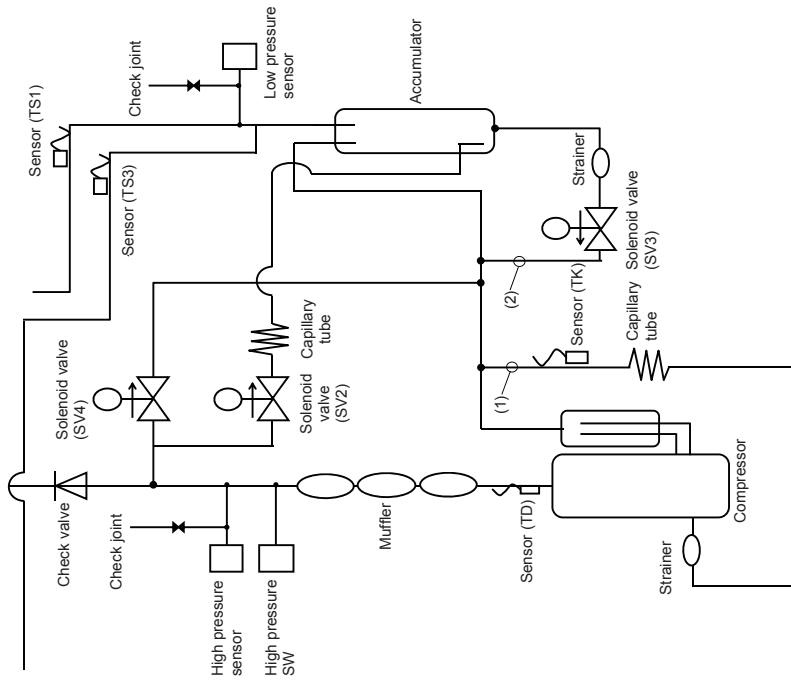 Sensor (TS1)
Sensor (TS3)
Check joint
Low pressure
sensor
Accumulator
Strainer
Solenoid valve
(SV3)
(2)
Sensor (TK)
Capillary
tube
(1)
Solenoid valve
(SV4)
Capillary
tube
Solenoid
valve
(SV2)
Check valve
Check joint
High pressure
sensor
High pressure
SW
Muffler
Sensor (TD)
Compressor
Strainer